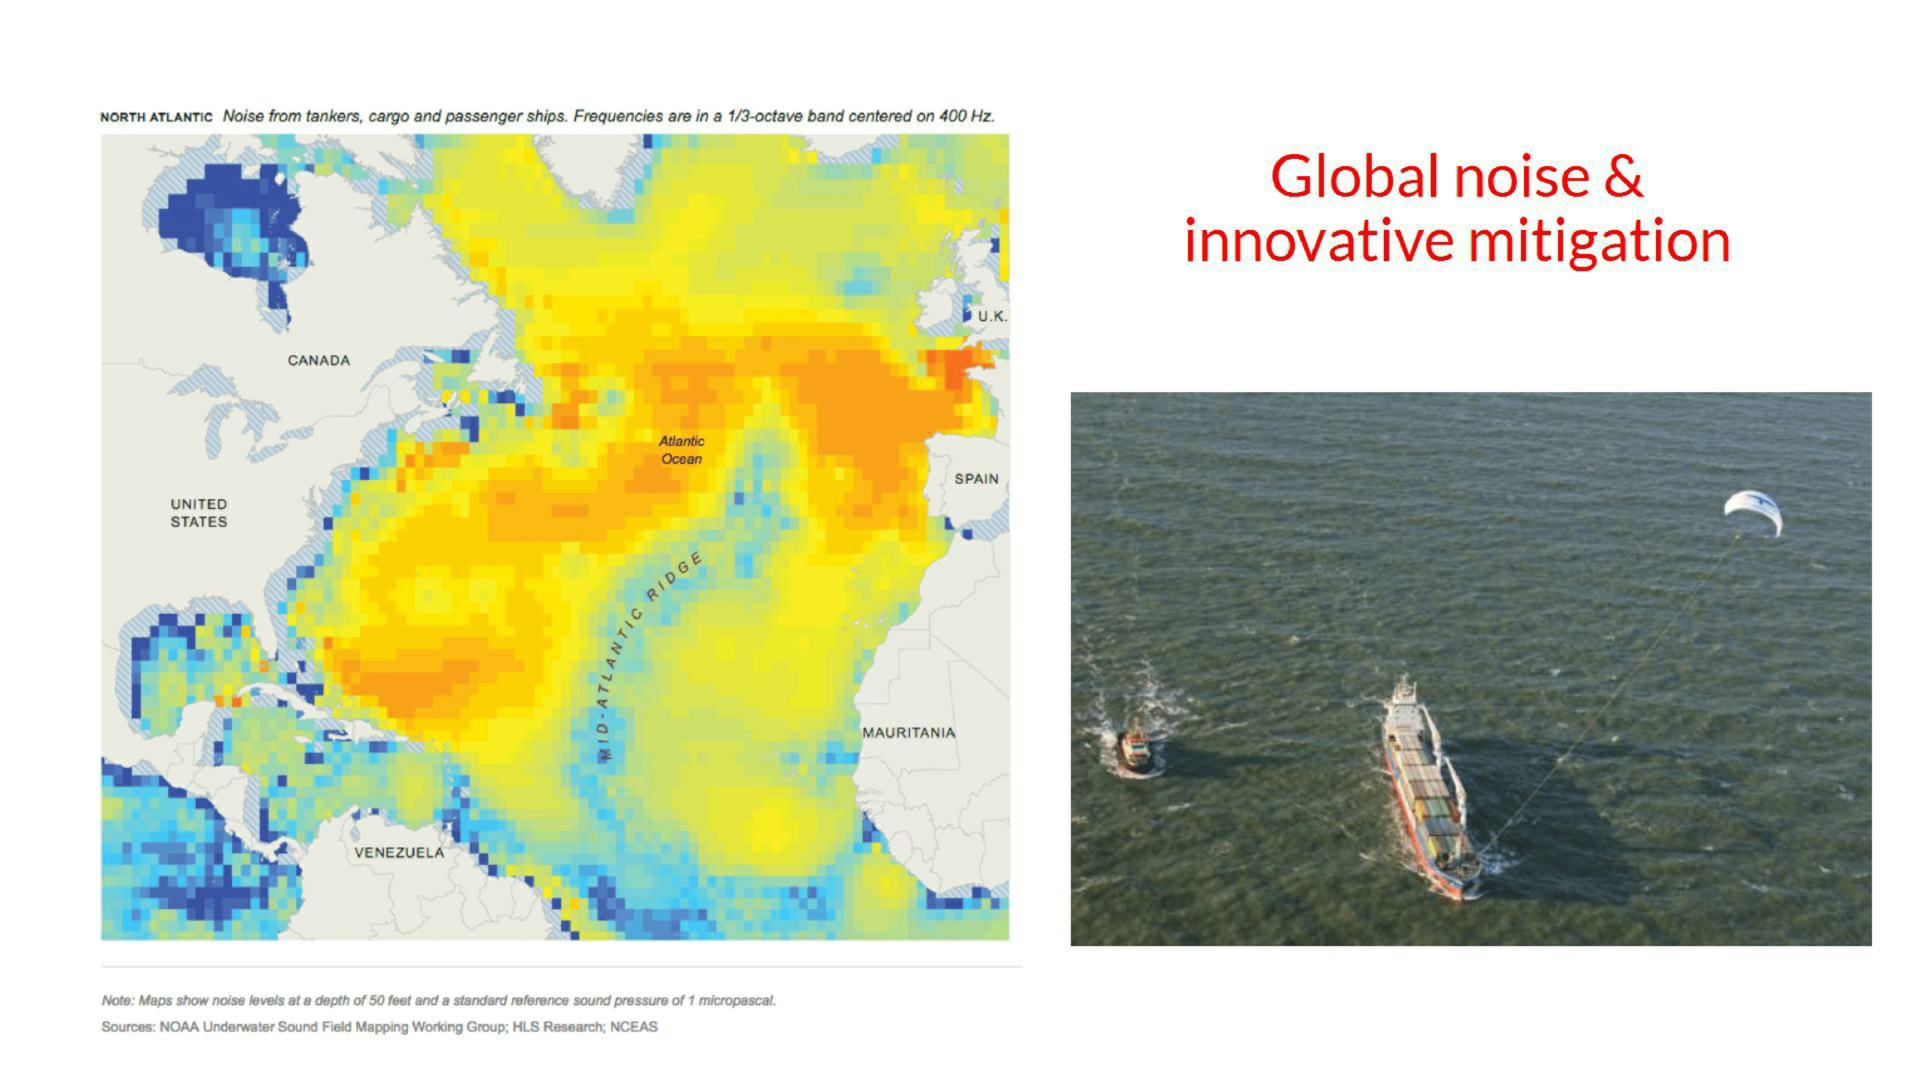 NORTH ATLANTIC Noise from tankers, cargo and passenger ships. Frequencies are in a 1/3-octave band centered on 400 Hz.
Global noise &
innovative mitigation
U.K.
CANADA
Atlantic
Ocean
SPAIN
UNITED
STATES
MID-ATLANTIC RIDGE
MAURITANIA
VENEZUELA
Note: Maps show noise levels at a depth of 50 feet and a standard reference sound pressure of 1 micropascal.
Sources: NOAA Underwater Sound Field Mapping Working Group; HLS Research; NCEAS